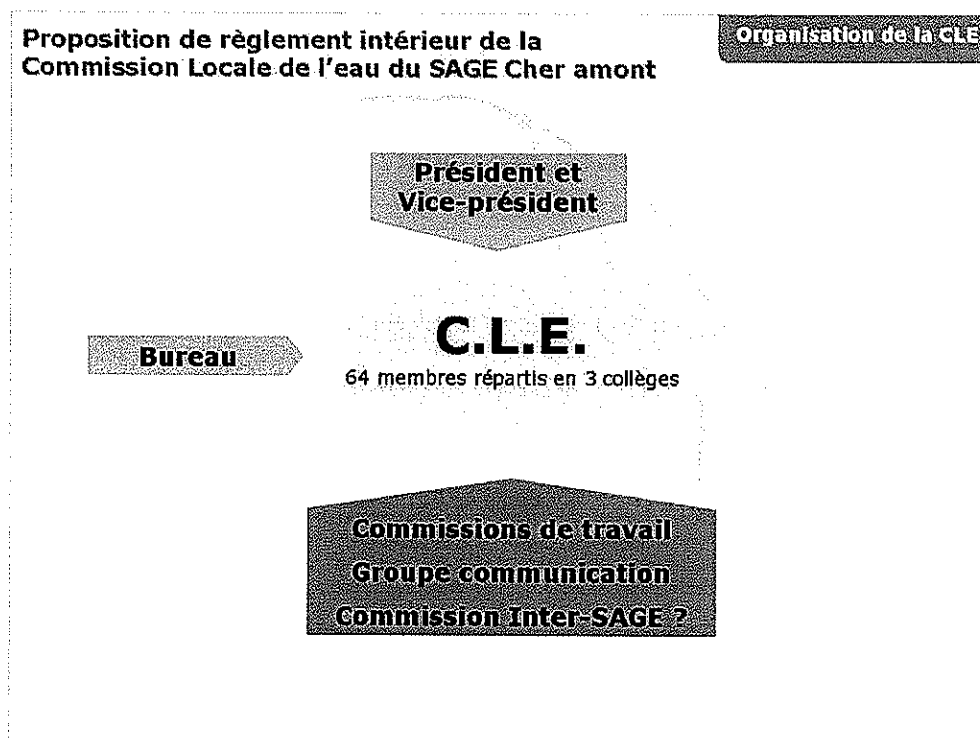 Proposition de règlement intérieur de la
Commission Locale de l'eau du SAGE Cher amont
Organisation de la CLE
Président et
Vice-président
C.L.E.
64 membres répartis en 3 collèges
Bureau
Commissions de travail
Groupe communication
Commission Inter-SAGE ?